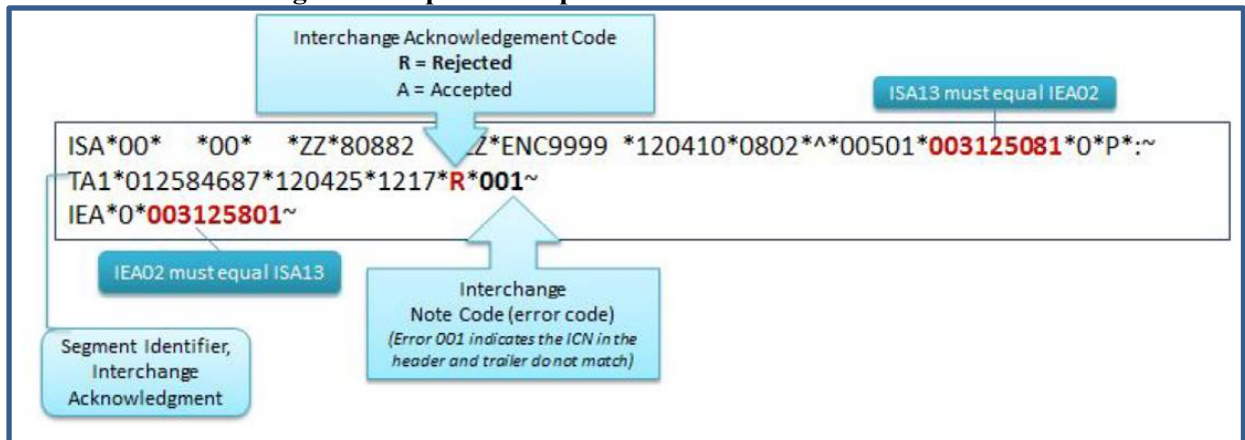 Interchange Acknowledgement Code
R = Rejected
A = Accepted
ISA13 must equal IEA02
ISA*00* *00* *ZZ*80882 ZZ*ENC9999 *120410*0802*^*00501*003125081*0*P*:~
TA1*012584687*120425*1217*R*001~
IEA*0*003125801~
IEA02 must equal ISA13
Interchange
Note Code (error code)
(Error 001 indicates the ICN in the
header and trailer do not match)
Segment Identifier,
Interchange
Acknowledgment